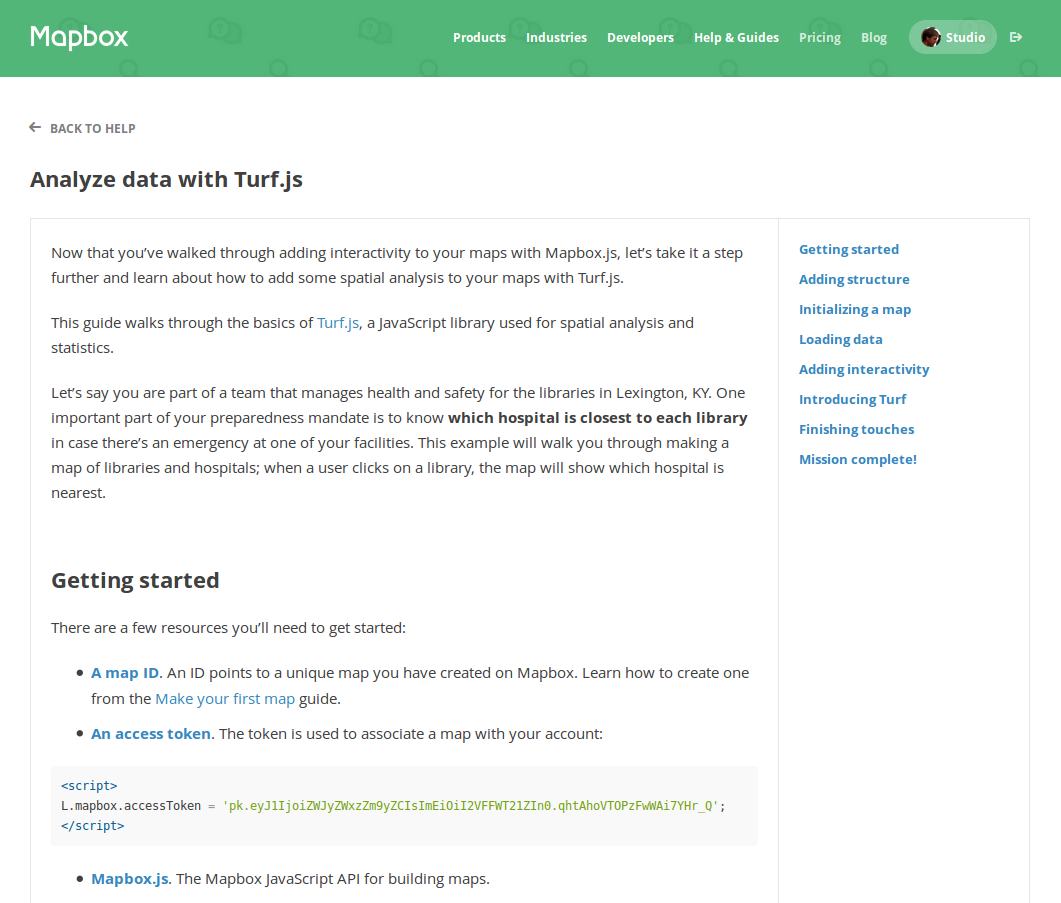 Mapbox
Products Industries Developers Help & Guides Pricing Blog Studio
BACK TO HELP
Analyze data with Turf.js
Now that you’ve walked through adding interactivity to your maps with Mapbox.js, let’s take it a step
further and learn about how to add some spatial analysis to your maps with Turf.js.
This guide walks through the basics of Turf.js, a JavaScript library used for spatial analysis and
statistics.
Let’s say you are part of a team that manages health and safety for the libraries in Lexington, KY. One
important part of your preparedness mandate is to know which hospital is closest to each library
in case there’s an emergency at one of your facilities. This example will walk you through making a
map of libraries and hospitals; when a user clicks on a library, the map will show which hospital is
nearest.
Getting started
There are a few resources you’ll need to get started:
• A map ID. An ID points to a unique map you have created on Mapbox. Learn how to create one
from the Make your first map guide.
• An access token. The token is used to associate a map with your account:
<script>
L.mapbox.accessToken = 'pk.eyJ1IjoiZWJyZWxzZm9yZCIsImEiOiI2VFFWT21ZIn0.qhtAhoVTOPzFwWAi7YHr_Q';
</script>
• Mapbox.js. The Mapbox JavaScript API for building maps.
Getting started
Adding structure
Initializing a map
Loading data
Adding interactivity
Introducing Turf
Finishing touches
Mission complete!